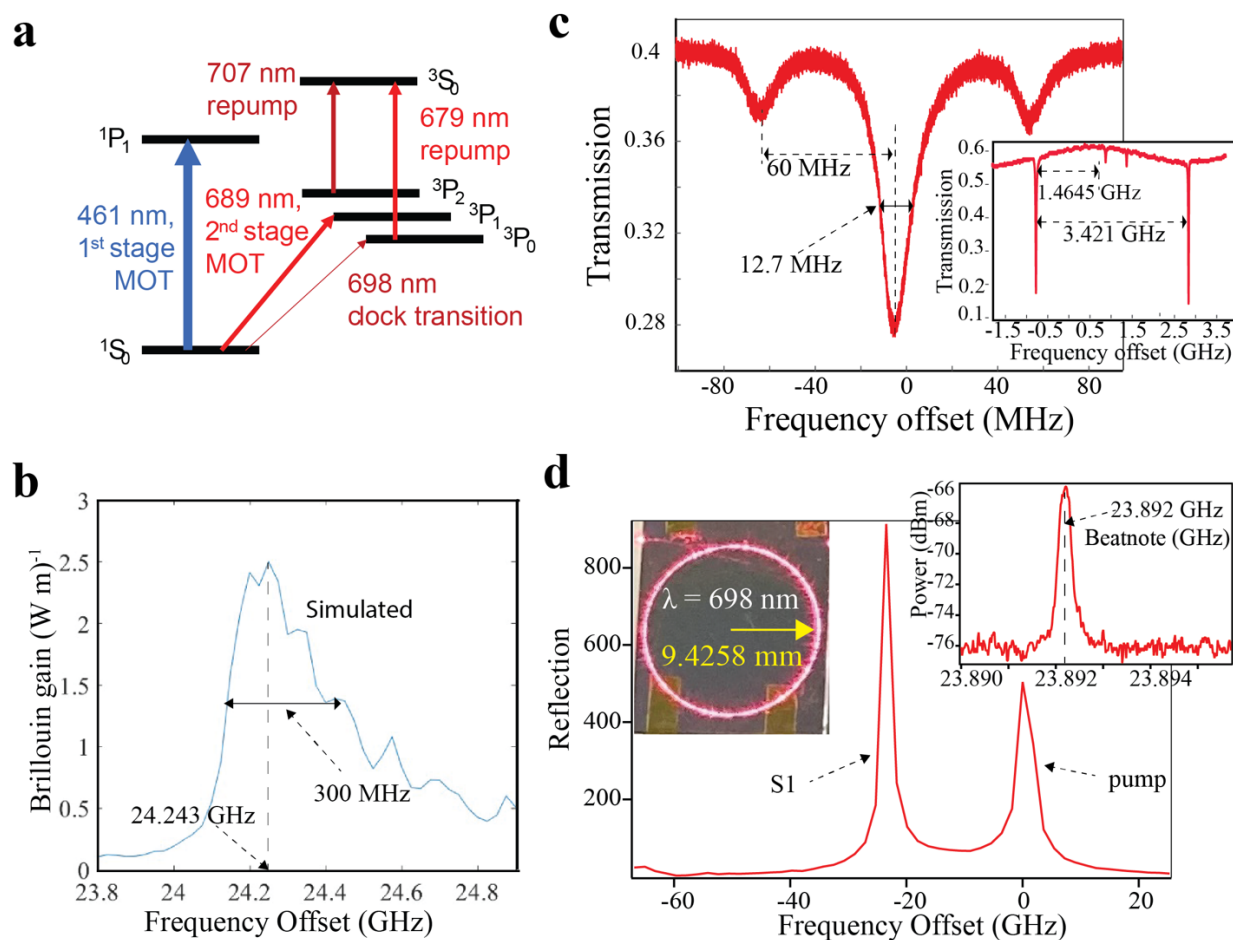 a
707 nm
repump
³S₀
679 nm
repump
¹P₁
³P₂
³P₁
³P₀
461 nm,
1ˢᵗ stage
MOT
689 nm,
2ⁿᵈ stage
MOT
698 nm
clock transition
¹S₀
b
Brillouin gain (W m)⁻¹
3
2.5
2
1.5
1
0.5
0
Simulated
300 MHz
24.243 GHz
23.8 24 24.2 24.4 24.6 24.8
Frequency Offset (GHz)
c
Transmission
0.4
0.36
0.32
0.28
60 MHz
12.7 MHz
-80 -40 0 40 80
Frequency offset (MHz)
Transmission
0.6
0.5
0.4
0.3
0.2
0.1
1.4645 GHz
3.421 GHz
-1.5 -0.5 0.5 1.5 2.5 3.5
Frequency offset (GHz)
d
Reflection
800
600
400
200
λ = 698 nm
9.4258 mm
S1
pump
-60 -40 -20 0 20
Frequency Offset (GHz)
Power (dBm)
-66
-68
-70
-72
-74
-76
23.892 GHz
Beatnote (GHz)
23.890 23.892 23.894